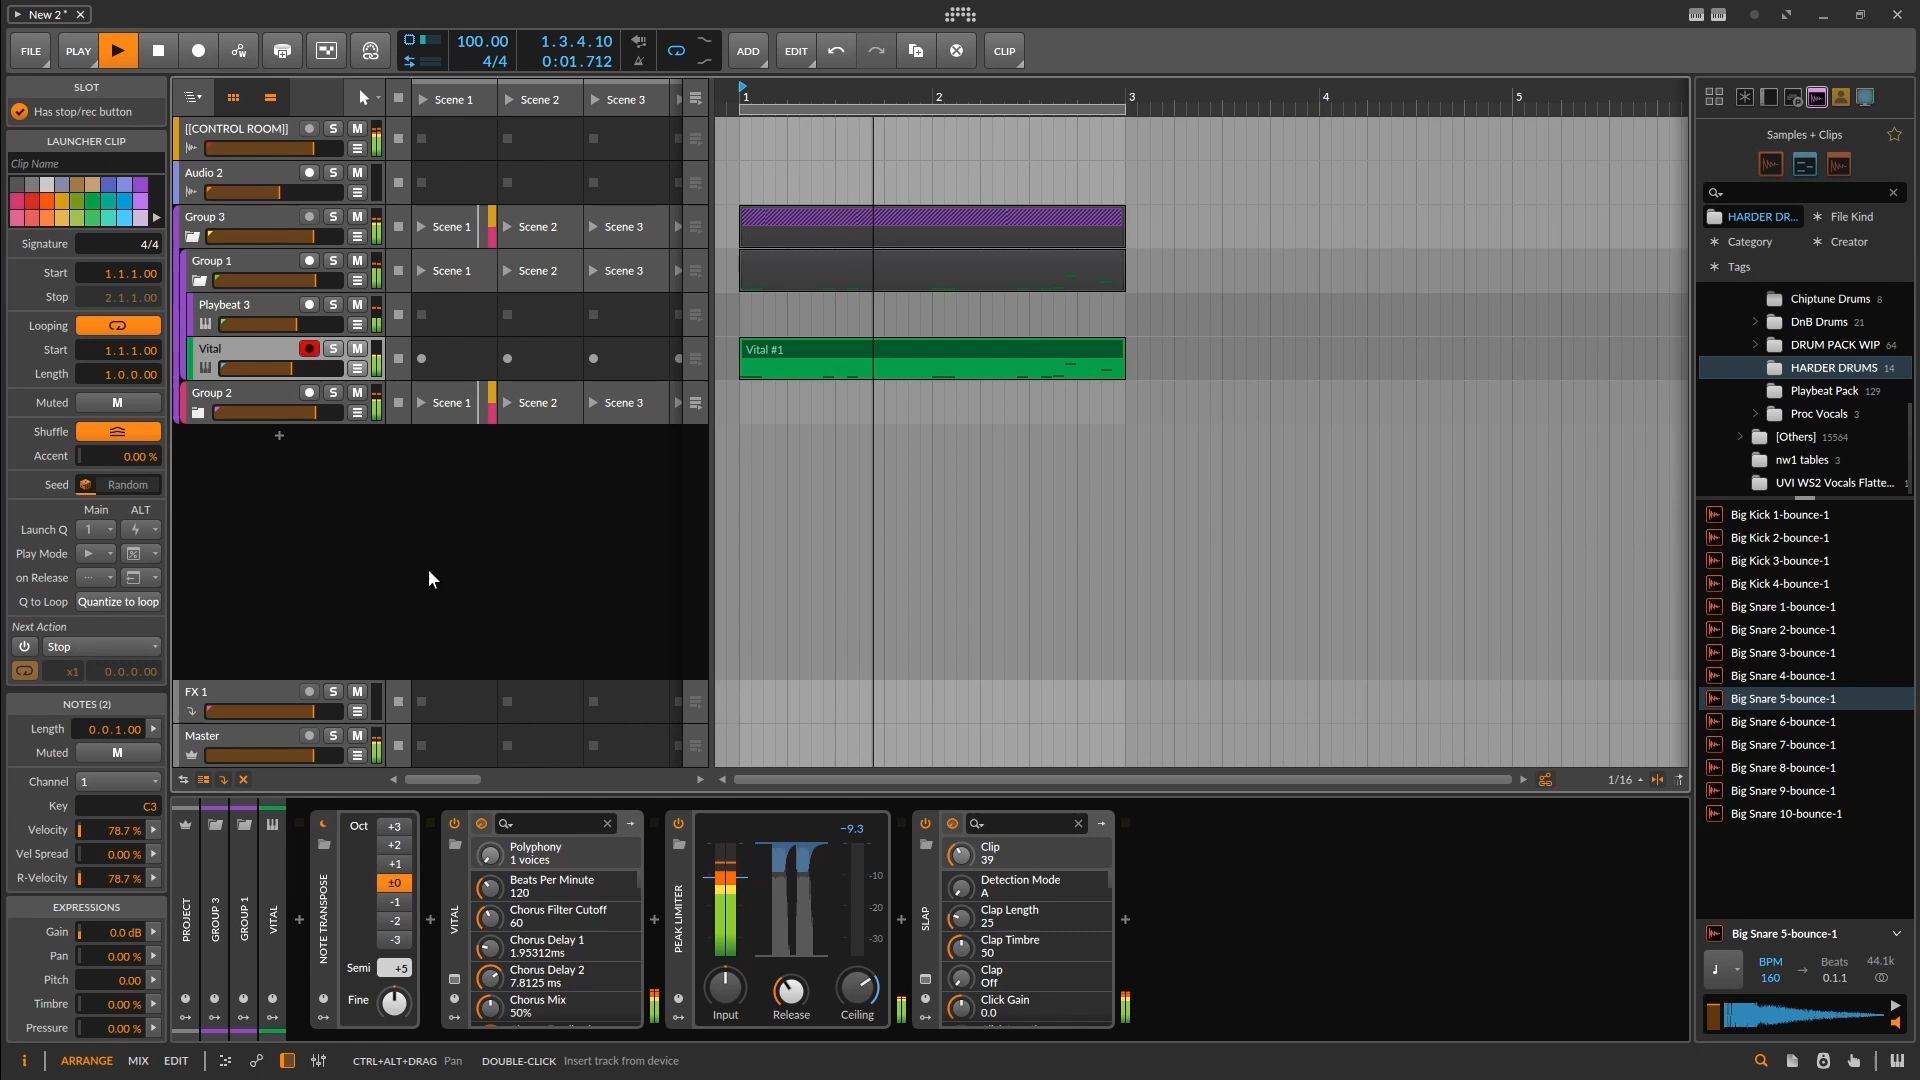 New 2*
FILE
PLAY
100.00
4/4
1.3.4.10
0:01.712
ADD
EDIT
CLIP
SLOT
Has stop/rec button
LAUNCHER CLIP
Clip Name
Signature 4/4
Start 1.1.1.00
Stop 2.1.1.00
Looping
Start 1.1.1.00
Length 1.0.0.00
Muted M
Shuffle
Accent 0.00 %
Seed Random
Main ALT
Launch Q 1
Play Mode
on Release ...
Q to Loop Quantize to loop
Next Action
Stop
x1 0.0.0.00
NOTES (2)
Length 0.0.1.00
Muted M
Channel 1
Key C3
Velocity 78.7 %
Vel Spread 0.00 %
R-Velocity 78.7 %
EXPRESSIONS
Gain 0.0 dB
Pan 0.00 %
Pitch 0.00
Timbre 0.00 %
Pressure 0.00 %
Scene 1 Scene 2 Scene 3
[[CONTROL ROOM]] S M
Audio 2 S M
Group 3 S M Scene 1 Scene 2 Scene 3
Group 1 S M Scene 1 Scene 2 Scene 3
Playbeat 3 S M
Vital S M
Group 2 S M Scene 1 Scene 2 Scene 3
FX 1 S M
Master S M
1 2 3 4 5
Vital #1
1/16
PROJECT
GROUP 3
GROUP 1
VITAL
NOTE TRANSPOSE
Oct +3
+2
+1
±0
-1
-2
-3
Semi +5
Fine
VITAL
Polyphony
1 voices
Beats Per Minute
120
Chorus Filter Cutoff
60
Chorus Delay 1
1.95312ms
Chorus Delay 2
7.8125 ms
Chorus Mix
50%
PEAK LIMITER
-9.3
-10
-20
-30
Input Release Ceiling
SLAP
Clip
39
Detection Mode
A
Clap Length
25
Clap Timbre
50
Clap
Off
Click Gain
0.0
Samples + Clips
HARDER DR... File Kind
Category Creator
Tags
Chiptune Drums 8
DnB Drums 21
DRUM PACK WIP 64
HARDER DRUMS 14
Playbeat Pack 129
Proc Vocals 3
[Others] 15564
nw1 tables 3
UVI WS2 Vocals Flatte...
Big Kick 1-bounce-1
Big Kick 2-bounce-1
Big Kick 3-bounce-1
Big Kick 4-bounce-1
Big Snare 1-bounce-1
Big Snare 2-bounce-1
Big Snare 3-bounce-1
Big Snare 4-bounce-1
Big Snare 5-bounce-1
Big Snare 6-bounce-1
Big Snare 7-bounce-1
Big Snare 8-bounce-1
Big Snare 9-bounce-1
Big Snare 10-bounce-1
Big Snare 5-bounce-1
BPM Beats 44.1k
160 0.1.1
ARRANGE MIX EDIT
CTRL+ALT+DRAG Pan DOUBLE-CLICK Insert track from device